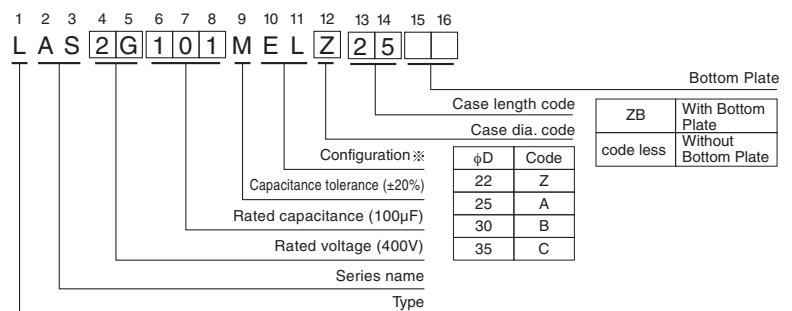 1 2 3 4 5 6 7 8 9 10 11 12 13 14 15 16
L A S 2 G 1 0 1 M E L Z 2 5
Bottom Plate
Case length code
Case dia. code
Configuration※
Capacitance tolerance (±20%)
Rated capacitance (100µF)
Rated voltage (400V)
Series name
Type
φD Code
22 Z
25 A
30 B
35 C
ZB With Bottom Plate
code less Without Bottom Plate